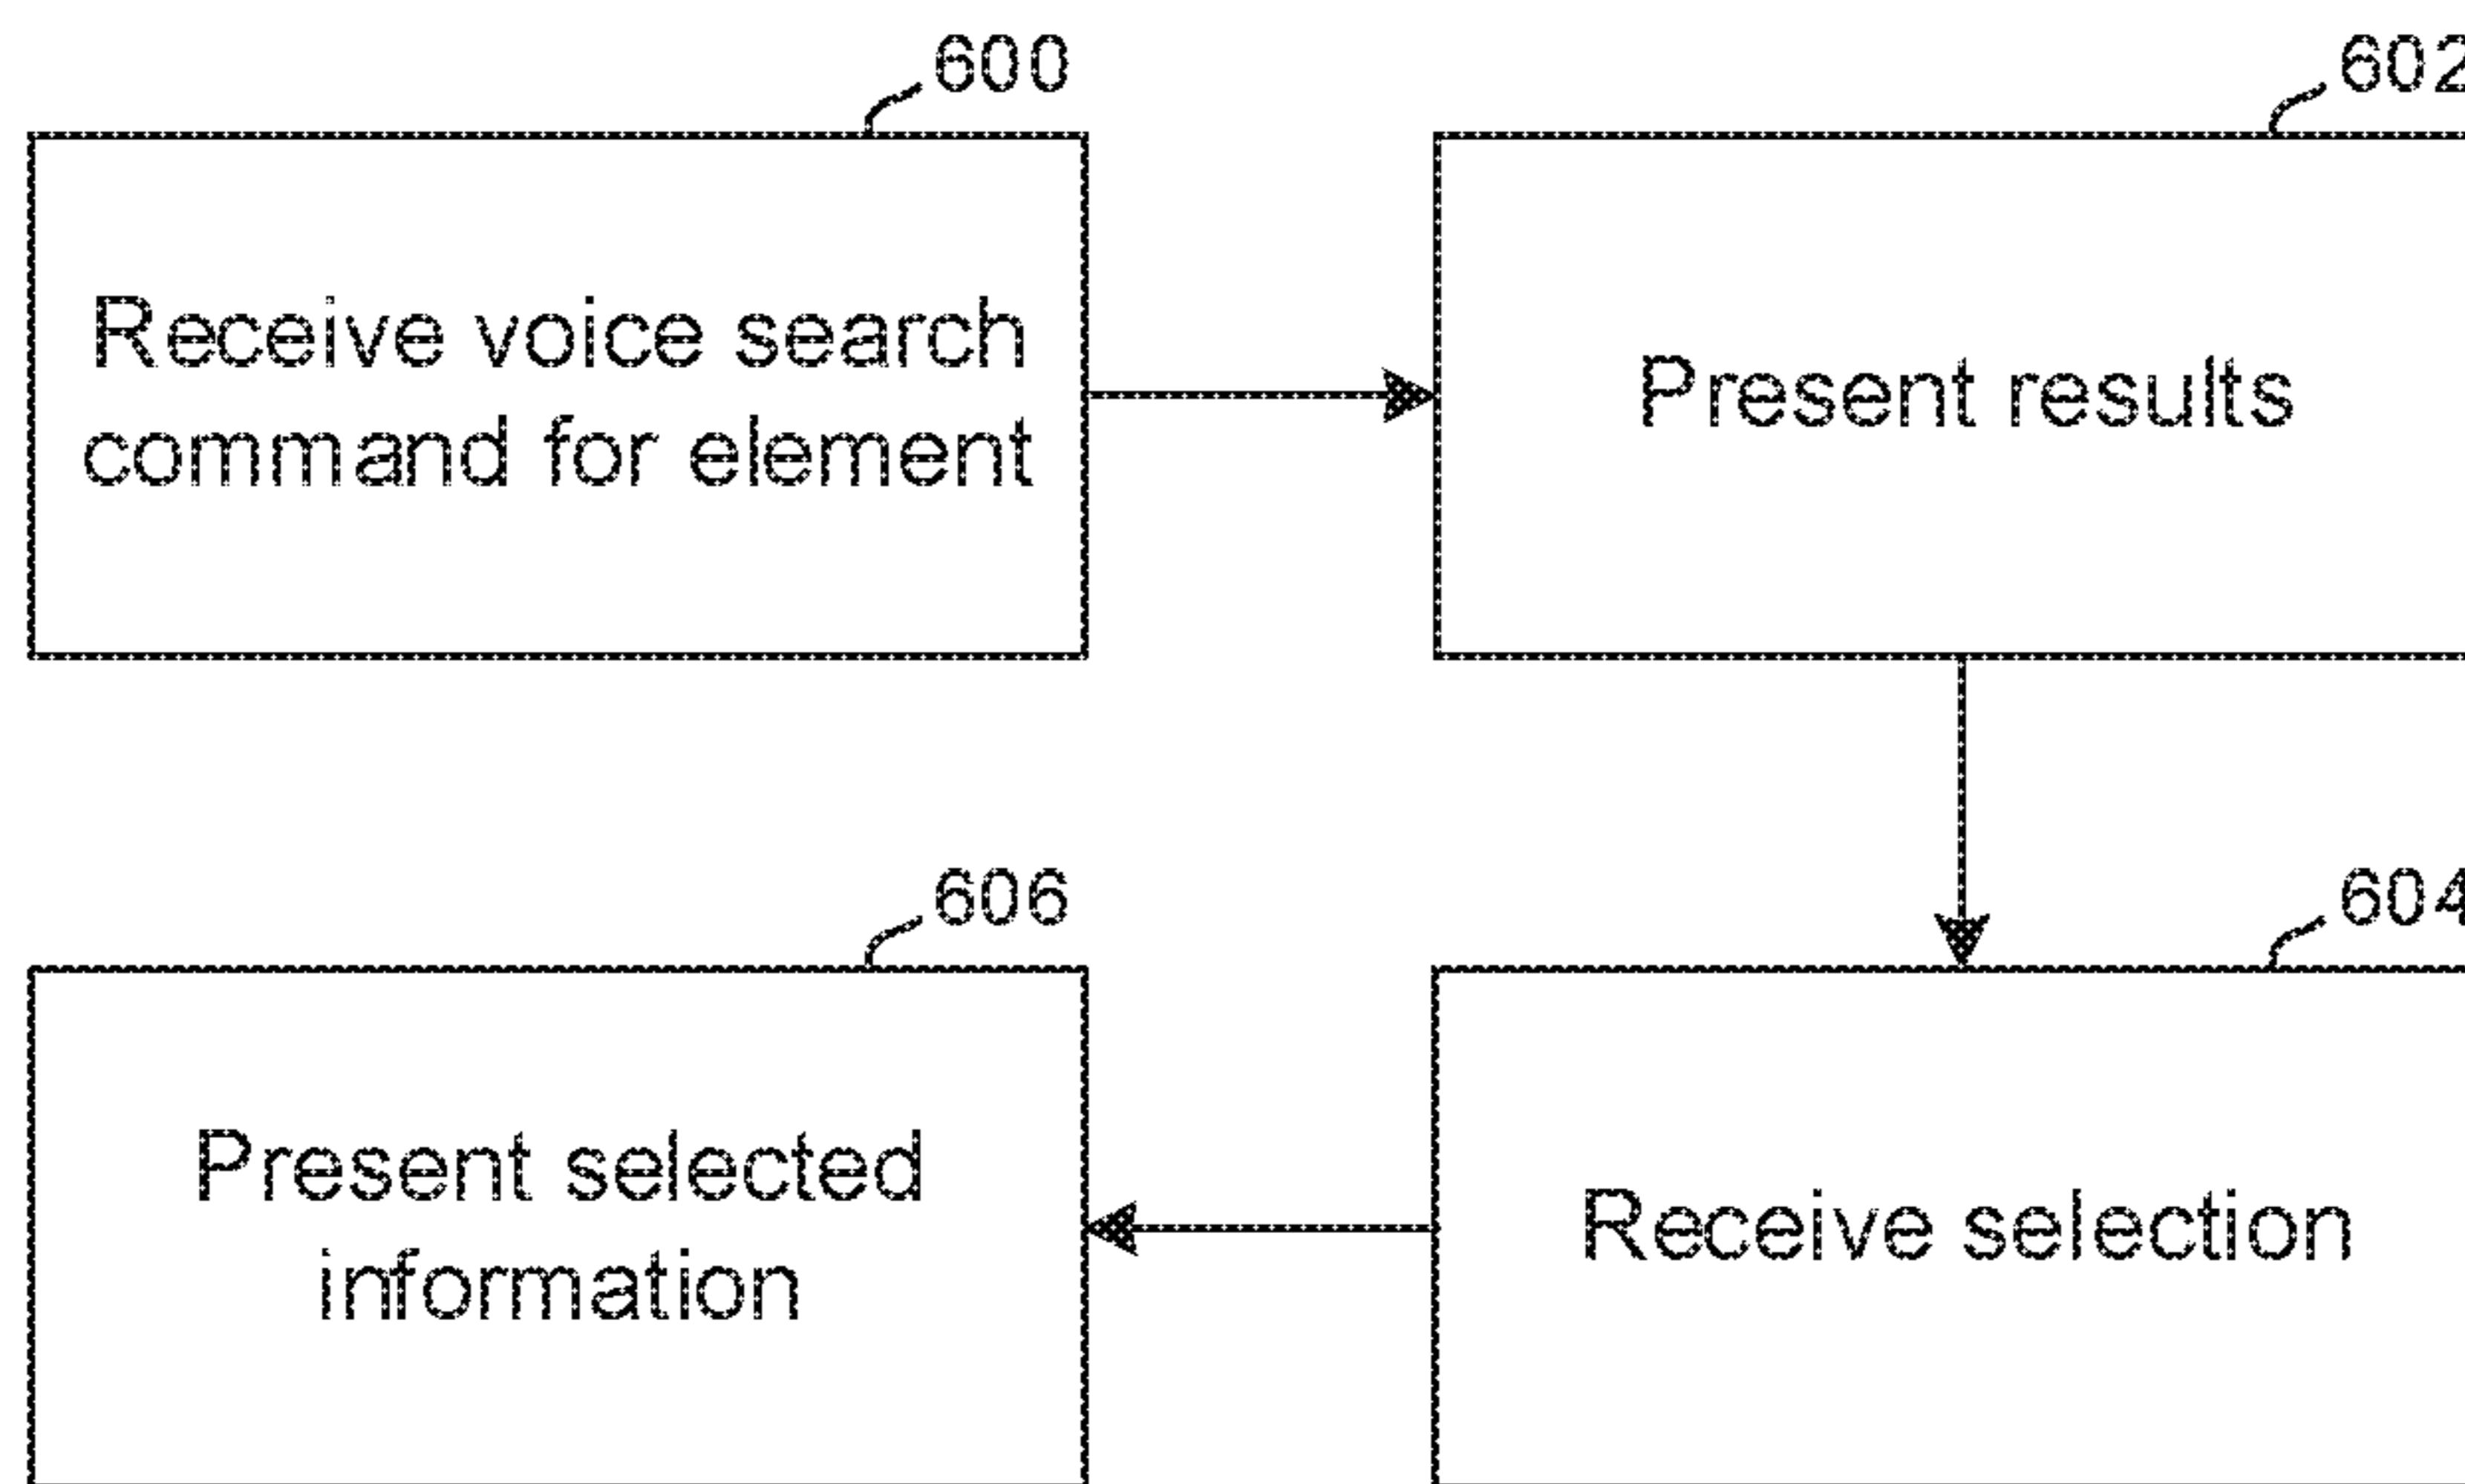 600
602
Receive voice search
command for element
Present results
606
604
Present selected
information
Receive selection